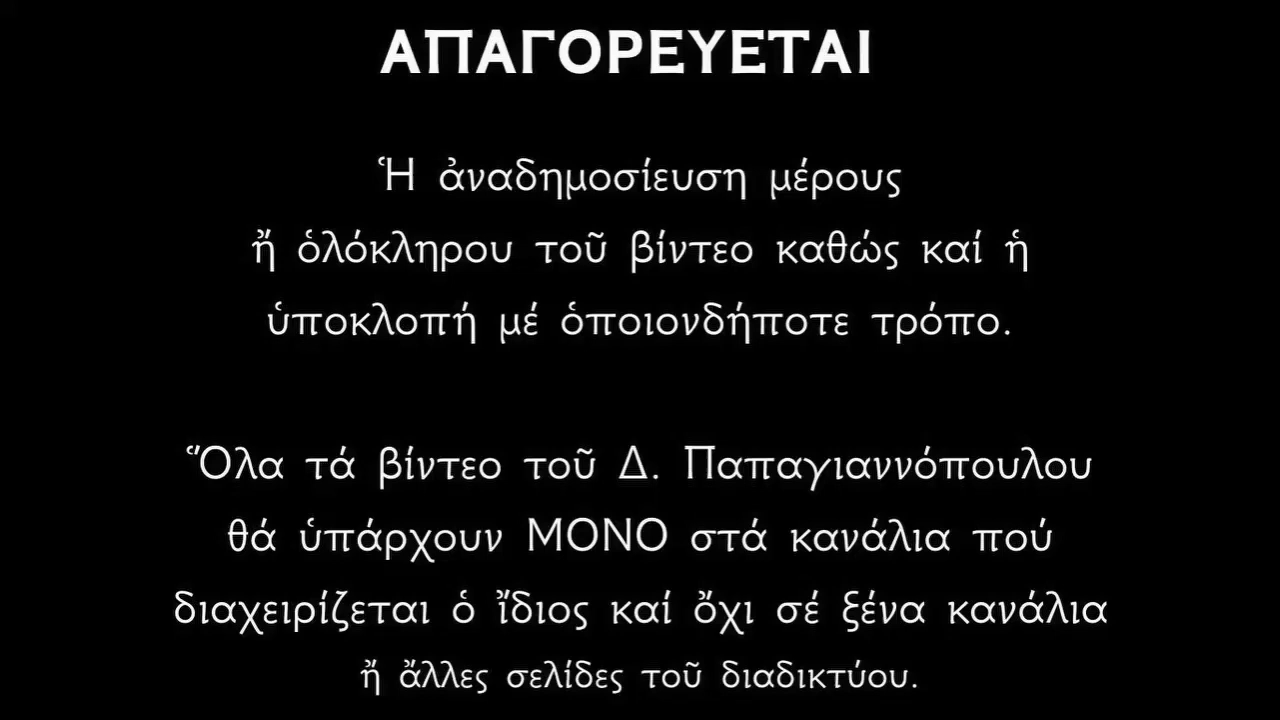 ΑΠΑΓΟΡΕΥΕΤΑΙ
Ἡ ἀναδημοσίευση μέρους
ἤ ὁλόκληρου τοῦ βίντεο καθώς καί ἡ
ὑποκλοπή μέ ὁποιονδήποτε τρόπο.
Ὅλα τά βίντεο τοῦ Δ. Παπαγιαννόπουλου
θά ὑπάρχουν ΜΟΝΟ στά κανάλια πού
διαχειρίζεται ὁ ἴδιος καί ὄχι σέ ξένα κανάλια
ἤ ἄλλες σελίδες τοῦ διαδικτύου.